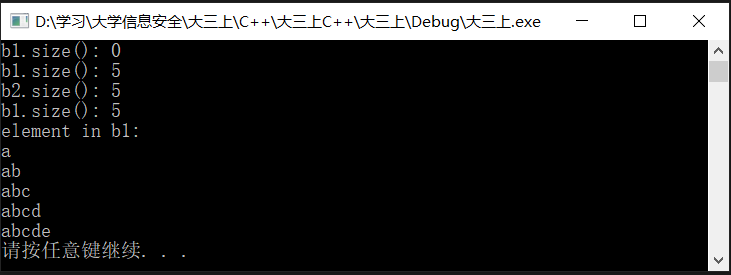 D:\学习\大学信息安全\大三上\C++\大三上C++\大三上\Debug\大三上.exe
b1.size(): 0
b1.size(): 5
b2.size(): 5
b1.size(): 5
element in b1:
a
ab
abc
abcd
abcde
请按任意键继续. . .